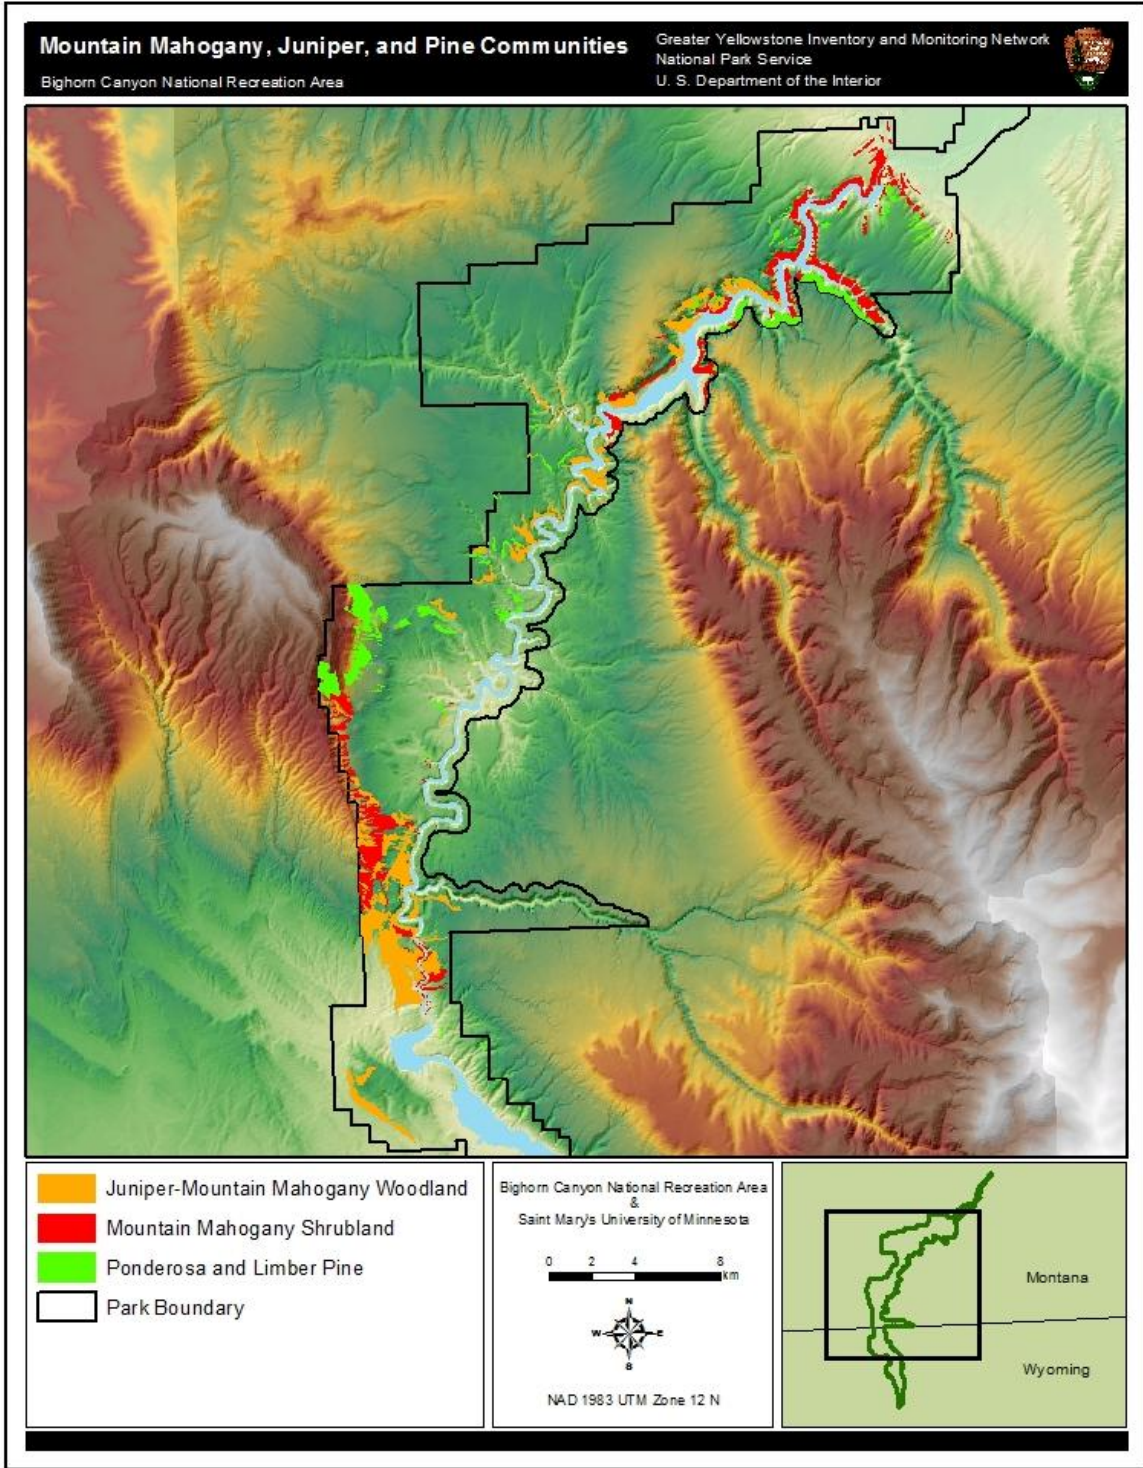 Mountain Mahogany, Juniper, and Pine Communities
Bighorn Canyon National Recreation Area
Greater Yellowstone Inventory and Monitoring Network
National Park Service
U. S. Department of the Interior
Juniper-Mountain Mahogany Woodland
Mountain Mahogany Shrubland
Ponderosa and Limber Pine
Park Boundary
Bighorn Canyon National Recreation Area
&
Saint Mary's University of Minnesota
0 2 4 8
km
N
W E
S
NAD 1983 UTM Zone 12 N
Montana
Wyoming